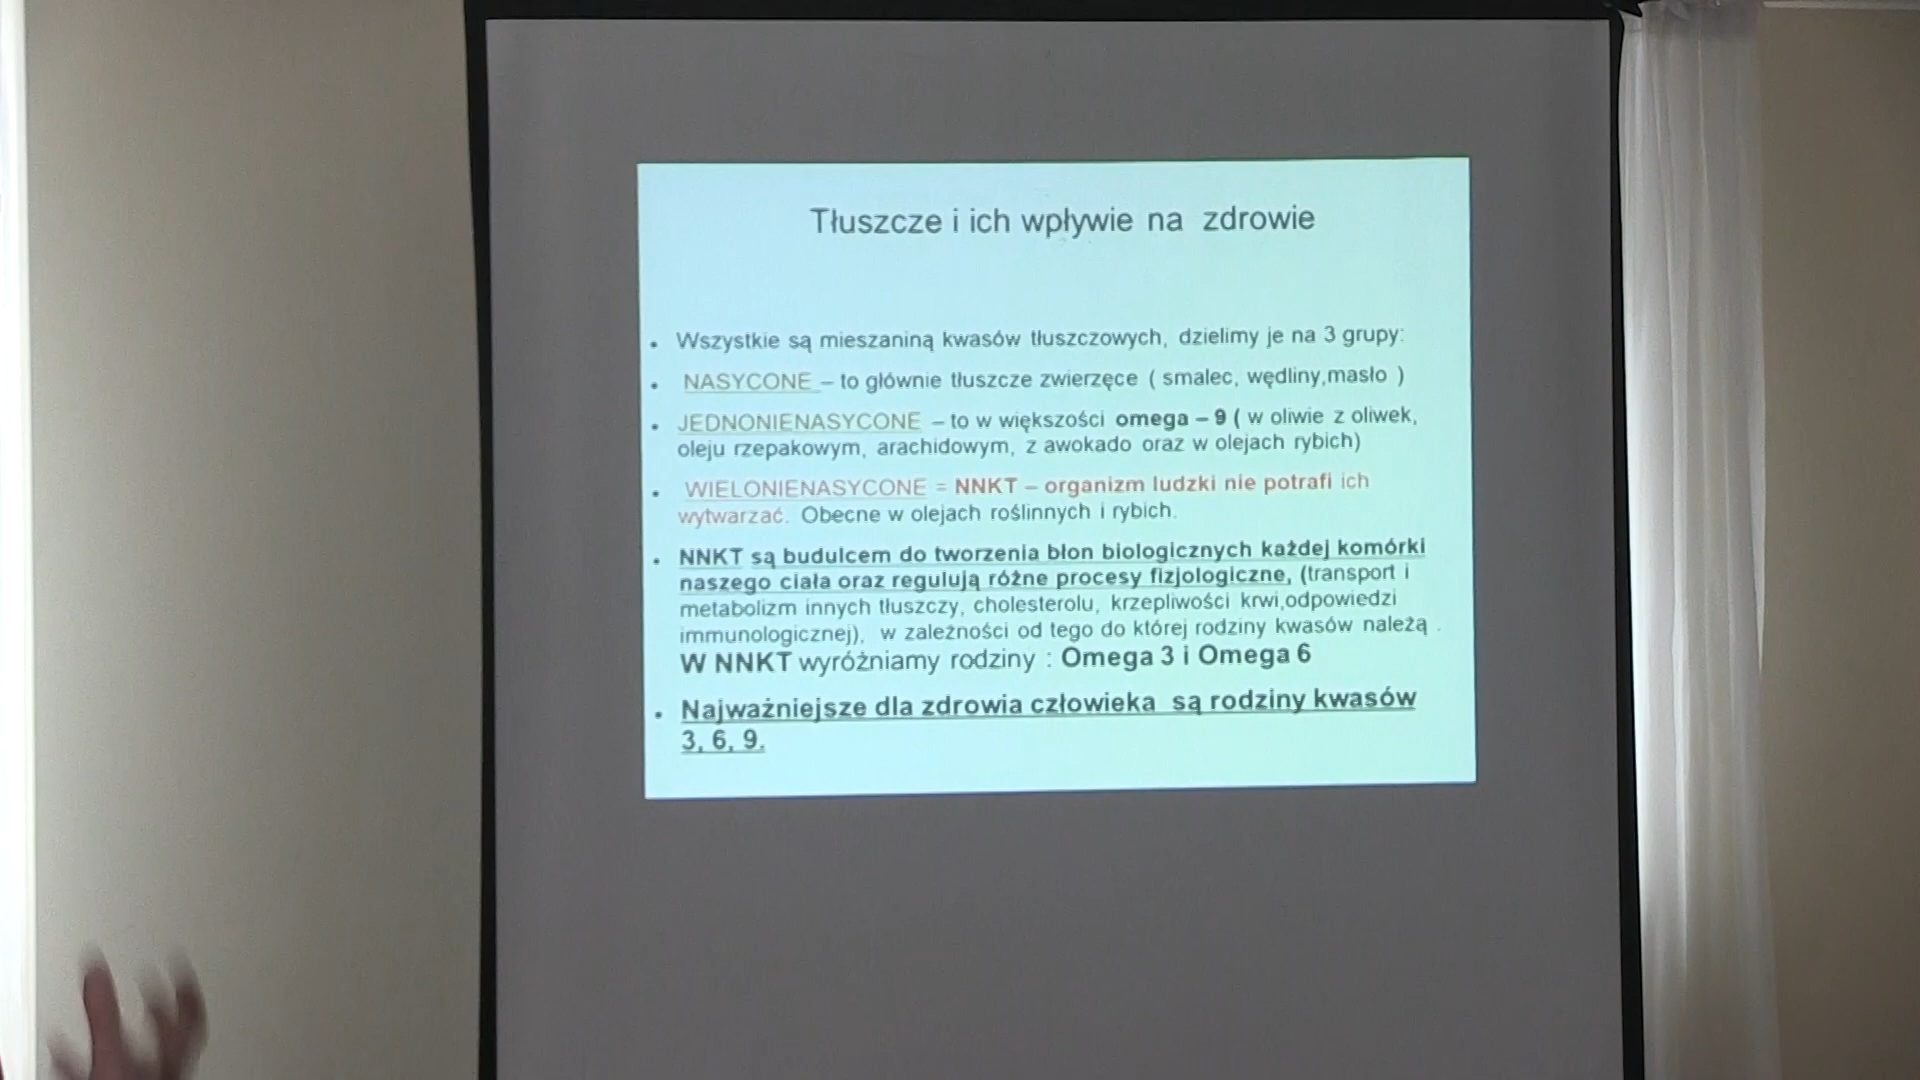 Tłuszcze i ich wpływie na zdrowie
• Wszystkie są mieszaniną kwasów tłuszczowych, dzielimy je na 3 grupy:
• NASYCONE – to głównie tłuszcze zwierzęce ( smalec, wędliny,masło )
• JEDNONIENASYCONE – to w większości omega – 9 ( w oliwie z oliwek,
oleju rzepakowym, arachidowym, z awokado oraz w olejach rybich)
• WIELONIENASYCONE = NNKT – organizm ludzki nie potrafi ich
wytwarzać. Obecne w olejach roślinnych i rybich.
• NNKT są budulcem do tworzenia błon biologicznych każdej komórki
naszego ciała oraz regulują różne procesy fizjologiczne, (transport i
metabolizm innych tłuszczy, cholesterolu, krzepliwości krwi,odpowiedzi
immunologicznej), w zależności od tego do której rodziny kwasów należą .
W NNKT wyróżniamy rodziny : Omega 3 i Omega 6
• Najważniejsze dla zdrowia człowieka są rodziny kwasów
3, 6, 9.